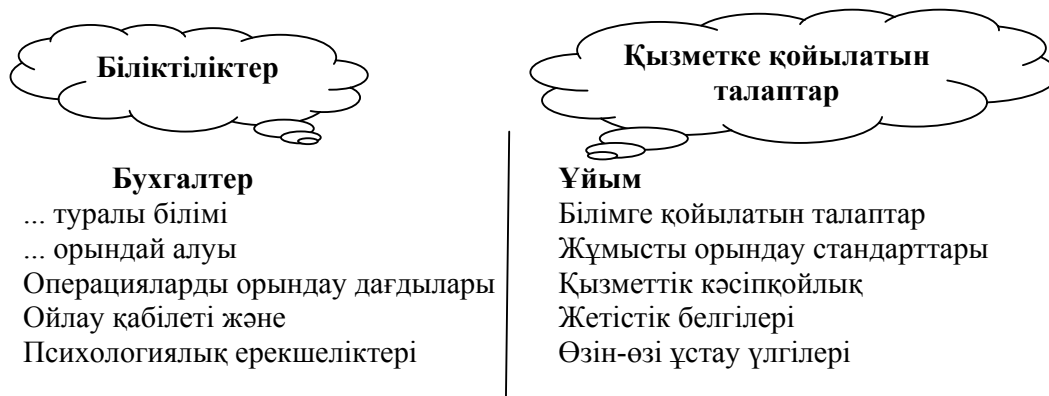 Біліктіліктер
Қызметке қойылатын
талаптар
Бухгалтер
... туралы білімі
... орындай алуы
Операцияларды орындау дағдылары
Ойлау қабілеті және
Психологиялық ерекшеліктері
Ұйым
Білімге қойылатын талаптар
Жұмысты орындау стандарттары
Қызметтік кәсіпқойлық
Жетістік белгілері
Өзін-өзі ұстау үлгілері